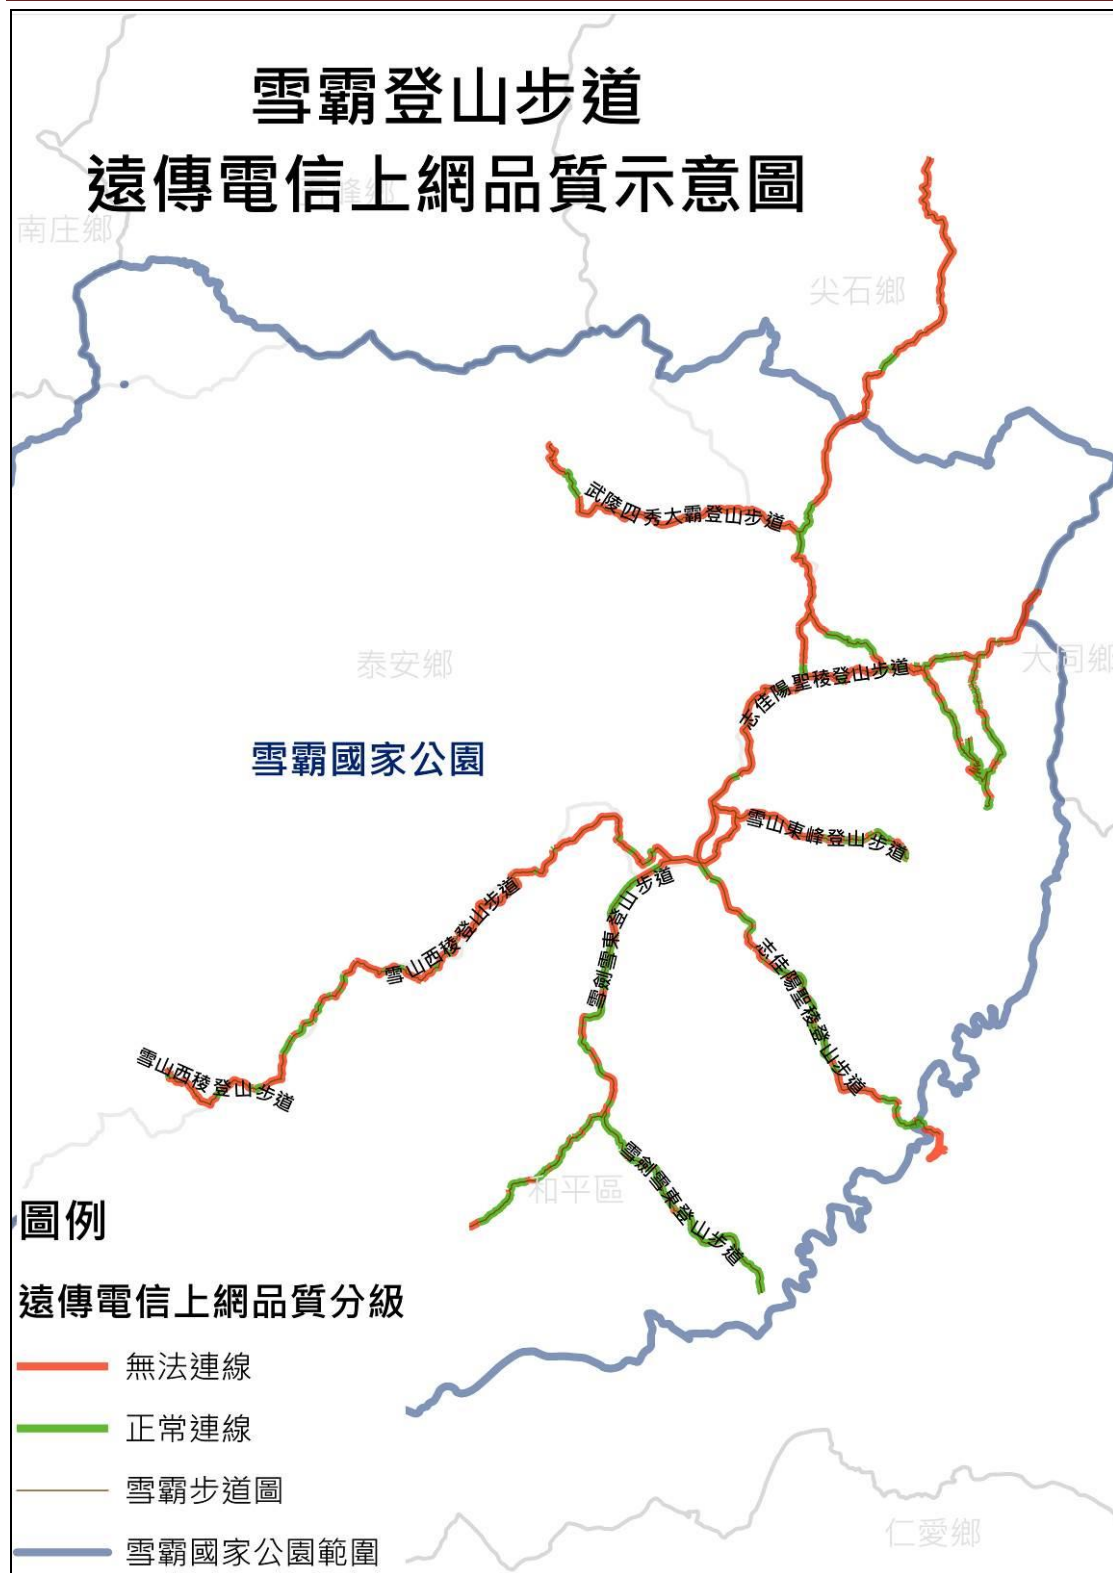 雪霸登山步道
遠傳電信上網品質示意圖
峰鄉
南庄鄉
尖石鄉
武陵四秀大霸登山步道
泰安鄉
大同鄉
志佳陽聖稜登山步道
雪霸國家公園
雪山東峰登山步道
雪山西稜登山步道
雪劍雪東登山步道
志佳陽聖稜登山步道
雪山西稜登山步道
雪劍雪東登山步道
和平區
圖例
遠傳電信上網品質分級
無法連線
正常連線
雪霸步道圖
雪霸國家公園範圍
仁愛鄉